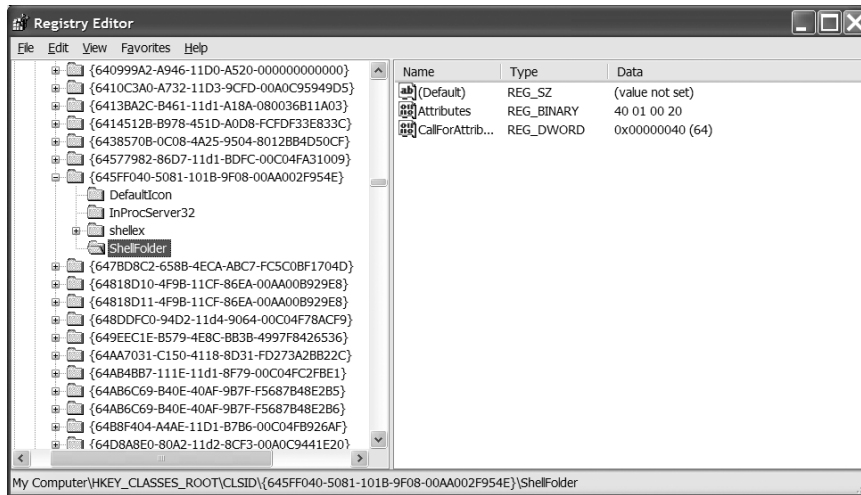 Registry Editor
File Edit View Favorites Help
{640999A2-A946-11D0-A520-000000000000}
{6410C3A0-A732-11D3-9CFD-00A0C95949D5}
{6413BA2C-B461-11d1-A18A-080036B11A03}
{6414512B-B978-451D-A0D8-FCFDF33E833C}
{6438570B-0C08-4A25-9504-8012BB4D50CF}
{64577982-86D7-11d1-BDFC-00C04FA31009}
{645FF040-5081-101B-9F08-00AA002F954E}
DefaultIcon
InProcServer32
shellex
ShellFolder
{647BD8C2-658B-4ECA-ABC7-FC5C0BF1704D}
{64818D10-4F9B-11CF-86EA-00AA00B929E8}
{64818D11-4F9B-11CF-86EA-00AA00B929E8}
{648DDFC0-94D2-11d4-9064-00C04F78ACF9}
{649EEC1E-B579-4E8C-BB3B-4997F8426536}
{64AA7031-C150-4118-8D31-FD273A2BB22C}
{64AB4BB7-111E-11d1-8F79-00C04FC2FBE1}
{64AB6C69-B40E-40AF-9B7F-F5687B48E2B5}
{64AB6C69-B40E-40AF-9B7F-F5687B48E2B6}
{64B8F404-A4AE-11D1-B7B6-00C04FB926AF}
{64D8A8E0-80A2-11d2-8CF3-00A0C9441E20}
Name Type Data
(Default) REG_SZ (value not set)
Attributes REG_BINARY 40 01 00 20
CallForAttrib... REG_DWORD 0x00000040 (64)
My Computer\HKEY_CLASSES_ROOT\CLSID\{645FF040-5081-101B-9F08-00AA002F954E}\ShellFolder